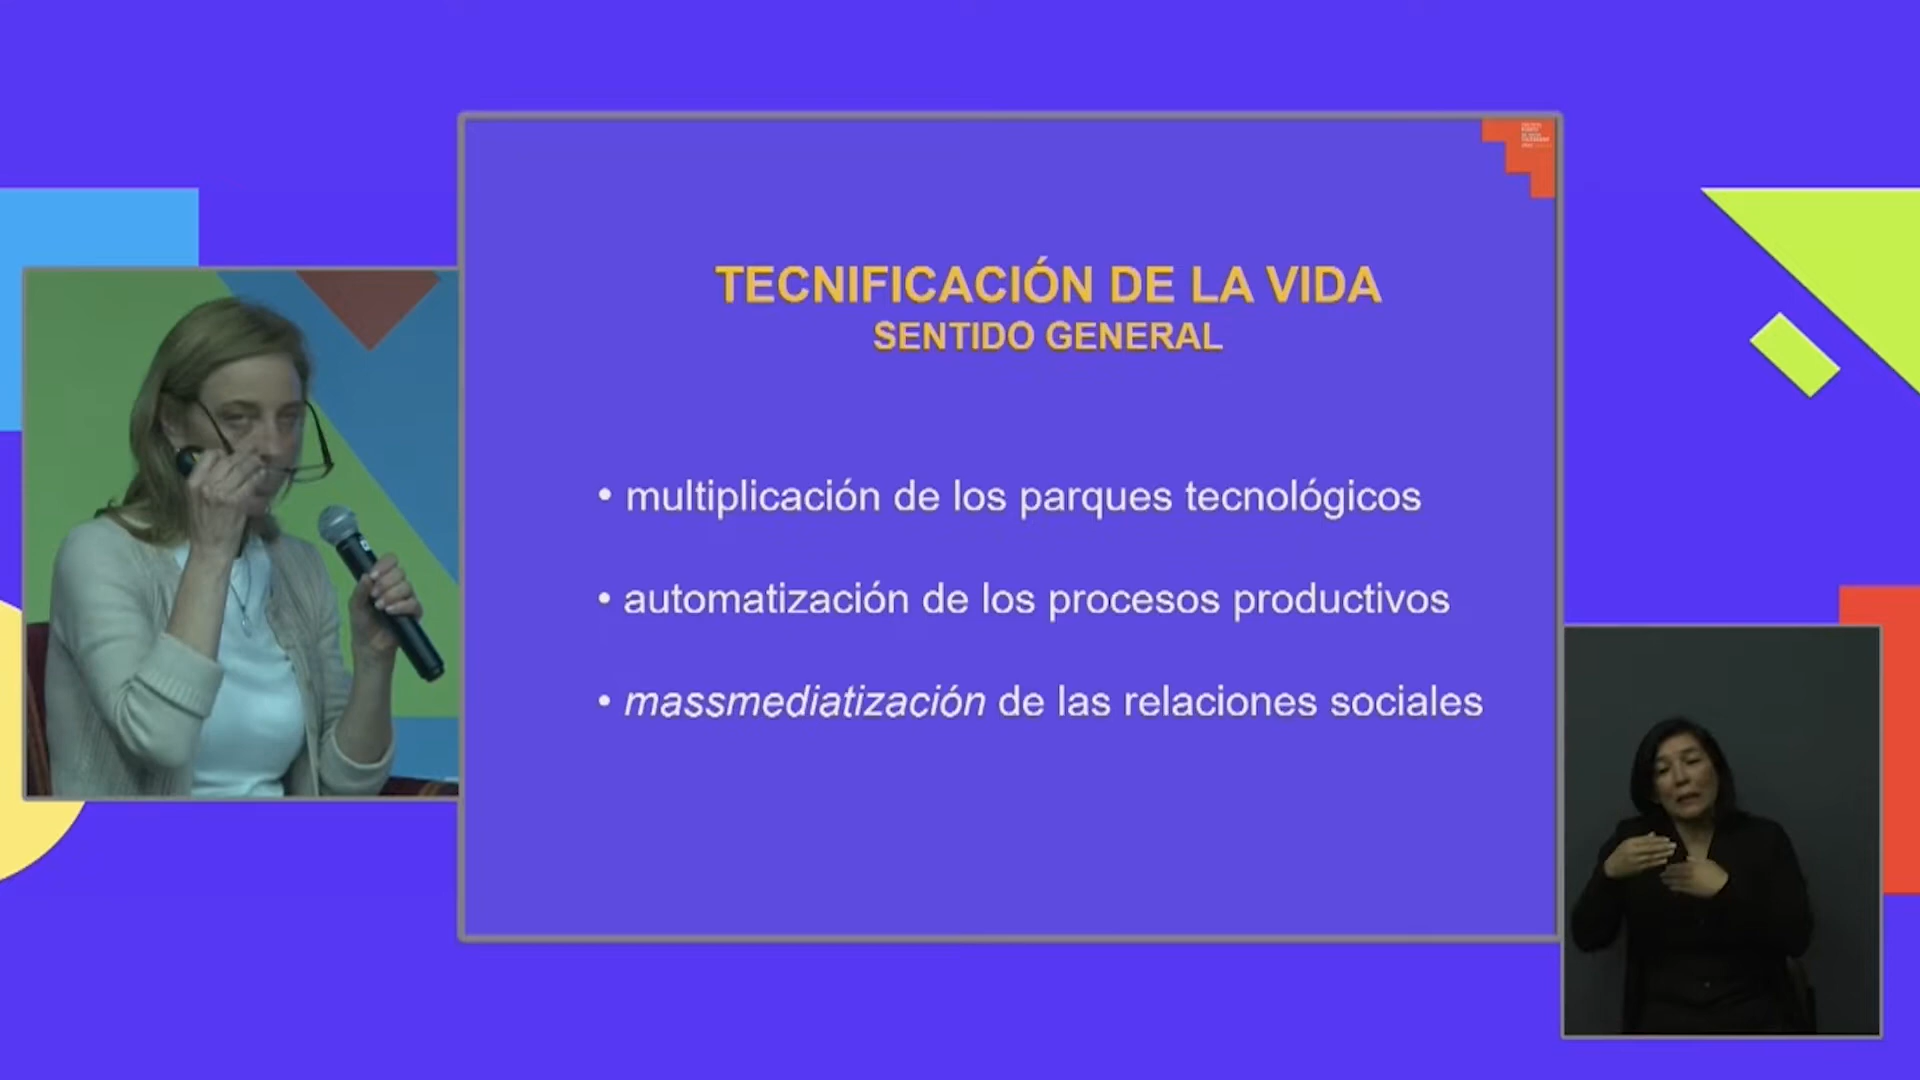 TECNIFICACIÓN DE LA VIDA
SENTIDO GENERAL
• multiplicación de los parques tecnológicos
• automatización de los procesos productivos
• massmediatización de las relaciones sociales